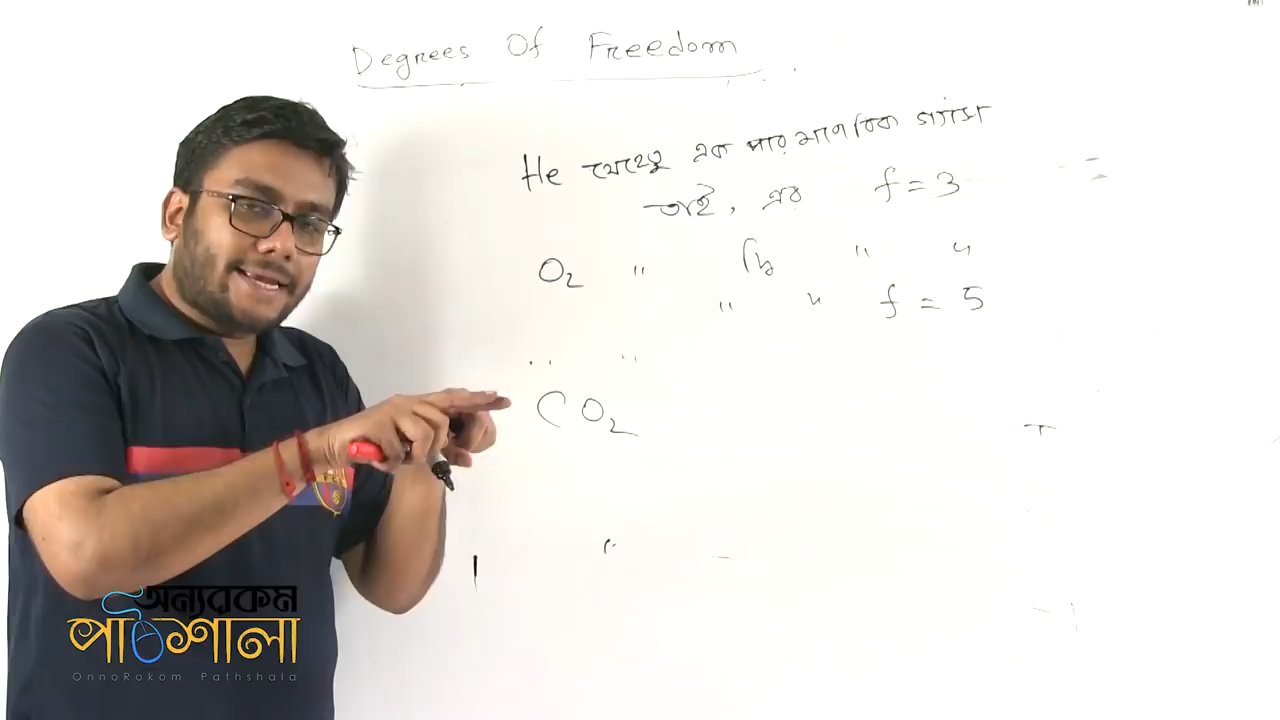 Degrees Of Freedom
He যেহেতু এক পারমাণবিক গ্যাস
তাই, এর f = 3
O₂ " দ্বি " "
" " f = 5
CO₂
অন্যরকম
পাঠশালা
OnnoRokom Pathshala